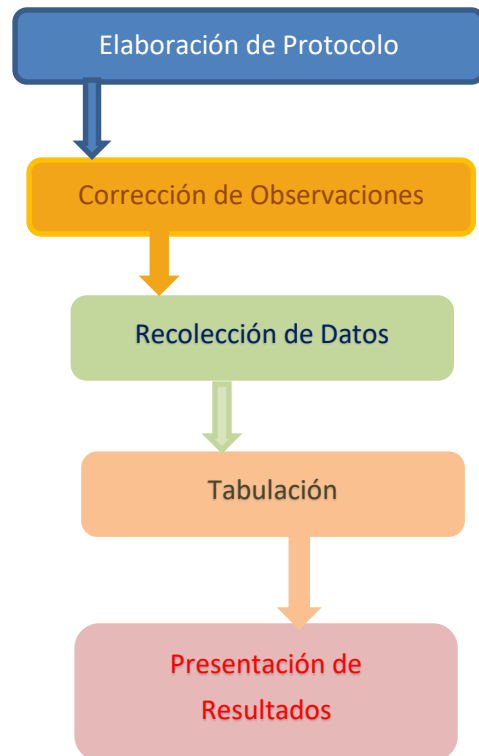 Elaboración de Protocolo
Corrección de Observaciones
Recolección de Datos
Tabulación
Presentación de
Resultados